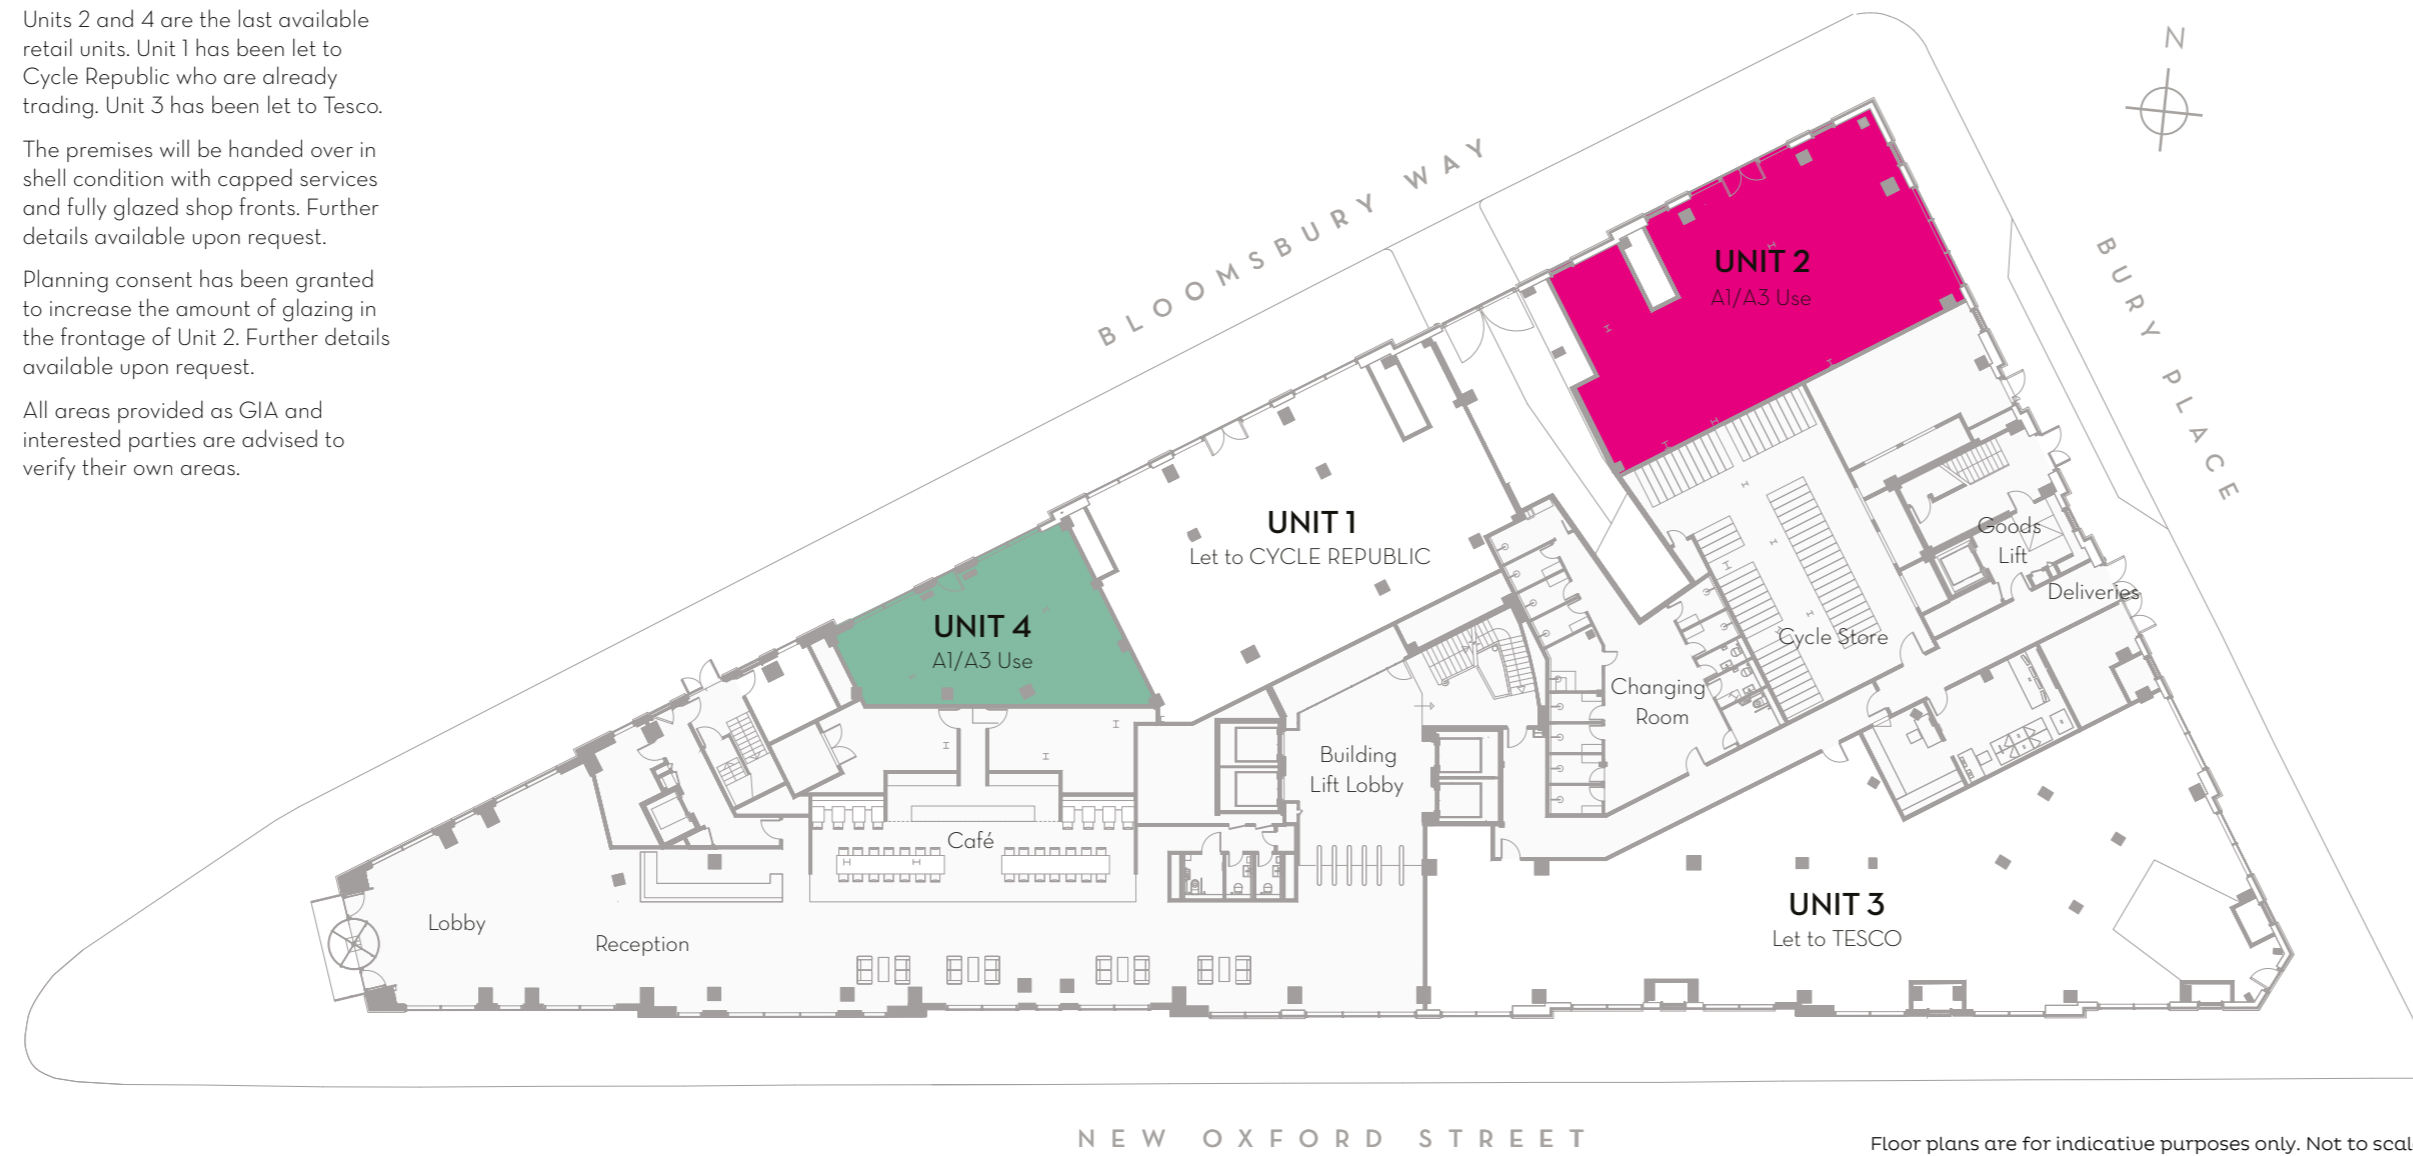 Units 2 and 4 are the last available
retail units. Unit 1 has been let to
Cycle Republic who are already
trading. Unit 3 has been let to Tesco.
The premises will be handed over in
shell condition with capped services
and fully glazed shop fronts. Further
details available upon request.
Planning consent has been granted
to increase the amount of glazing in
the frontage of Unit 2. Further details
available upon request.
All areas provided as GIA and
interested parties are advised to
verify their own areas.
N
BLOOMSBURY WAY
BURY PLACE
UNIT 2
A1/A3 Use
UNIT 1
Let to CYCLE REPUBLIC
Goods
Lift
Deliveries
UNIT 4
A1/A3 Use
Cycle Store
Changing
Room
Building
Lift Lobby
Café
UNIT 3
Let to TESCO
Lobby
Reception
NEW OXFORD STREET
Floor plans are for indicative purposes only. Not to scal